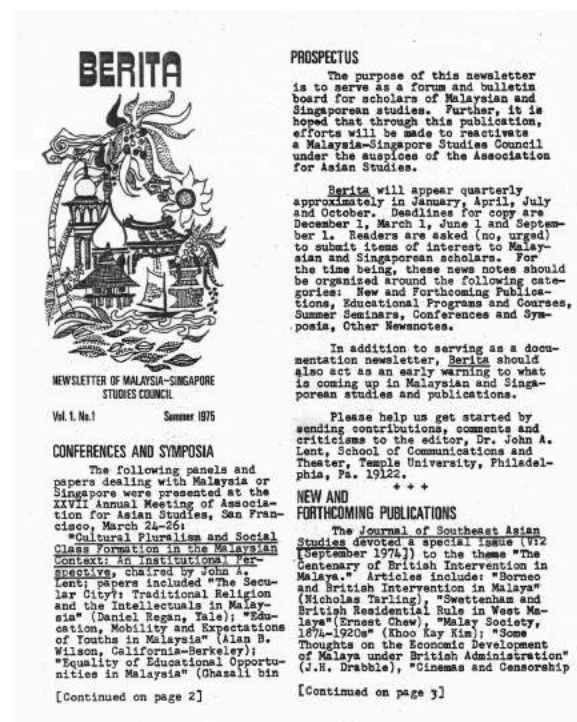 BERITA
NEWSLETTER OF MALAYSIA-SINGAPORE
STUDIES COUNCIL
Vol. 1, No.1 Summer 1975
CONFERENCES AND SYMPOSIA
The following panels and
papers dealing with Malaysia or
Singapore were presented at the
XXVII Annual Meeting of Associa-
tion for Asian Studies, San Fran-
cisco, March 24-26:
"Cultural Pluralism and Social
Class Formation in the Malaysian
Context: An Institutional Per-
spective, chaired by John A.
Lent; papers included "The Secu-
lar City?: Traditional Religion
and the Intellectuals in Malay-
sia" (Daniel Regan, Yale); "Edu-
cation, Mobility and Expectations
of Youths in Malaysia" (Alan B.
Wilson, California-Berkeley);
"Equality of Educational Opportu-
nities in Malaysia" (Ghazali bin
[Continued on page 2]
PROSPECTUS
The purpose of this newsletter
is to serve as a forum and bulletin
board for scholars of Malaysian and
Singaporean studies. Further, it is
hoped that through this publication,
efforts will be made to reactivate
a Malaysia-Singapore Studies Council
under the auspices of the Association
for Asian Studies.
Berita will appear quarterly
approximately in January, April, July
and October. Deadlines for copy are
December 1, March 1, June 1 and Septem-
ber 1. Readers are asked (no, urged)
to submit items of interest to Malay-
sian and Singaporean scholars. For
the time being, these news notes should
be organized around the following cate-
gories: New and Forthcoming Publica-
tions, Educational Programs and Courses,
Summer Seminars, Conferences and Sym-
posia, Other Newsnotes.
In addition to serving as a docu-
mentation newsletter, Berita should
also act as an early warning to what
is coming up in Malaysian and Singa-
porean studies and publications.
Please help us get started by
sending contributions, comments and
criticisms to the editor, Dr. John A.
Lent, School of Communications and
Theater, Temple University, Philadel-
phia, Pa. 19122.
+ + +
NEW AND
FORTHCOMING PUBLICATIONS
The Journal of Southeast Asian
Studies devoted a special issue (V:2
[September 1974]) to the theme "The
Centenary of British Intervention in
Malaya." Articles include: "Borneo
and British Intervention in Malaya"
(Nicholas Tarling), "Swettenham and
British Residential Rule in West Ma-
laya"(Ernest Chew), "Malay Society,
1874-1920s" (Khoo Kay Kim); "Some
Thoughts on the Economic Development
of Malaya under British Administration"
(J.H. Drabble), "Cinemas and Censorship
[Continued on page 3]